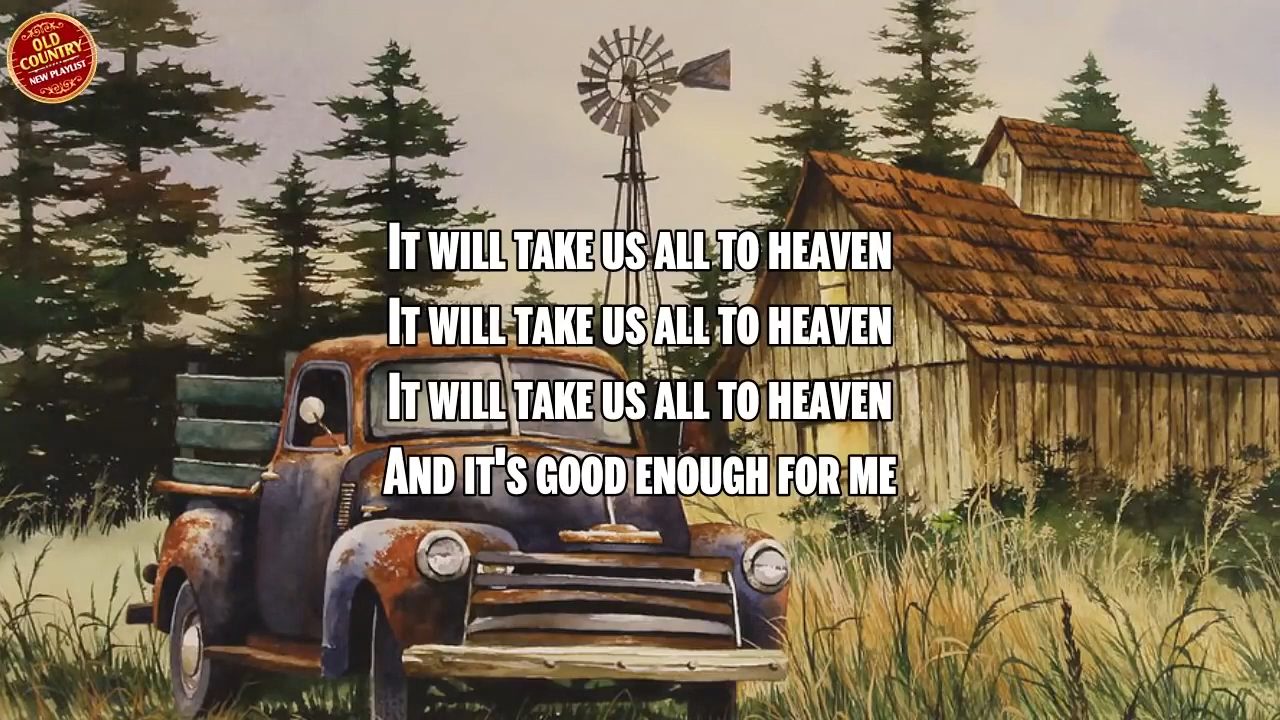 OLD
COUNTRY
NEW PLAYLIST
IT WILL TAKE US ALL TO HEAVEN
IT WILL TAKE US ALL TO HEAVEN
IT WILL TAKE US ALL TO HEAVEN
AND IT'S GOOD ENOUGH FOR ME